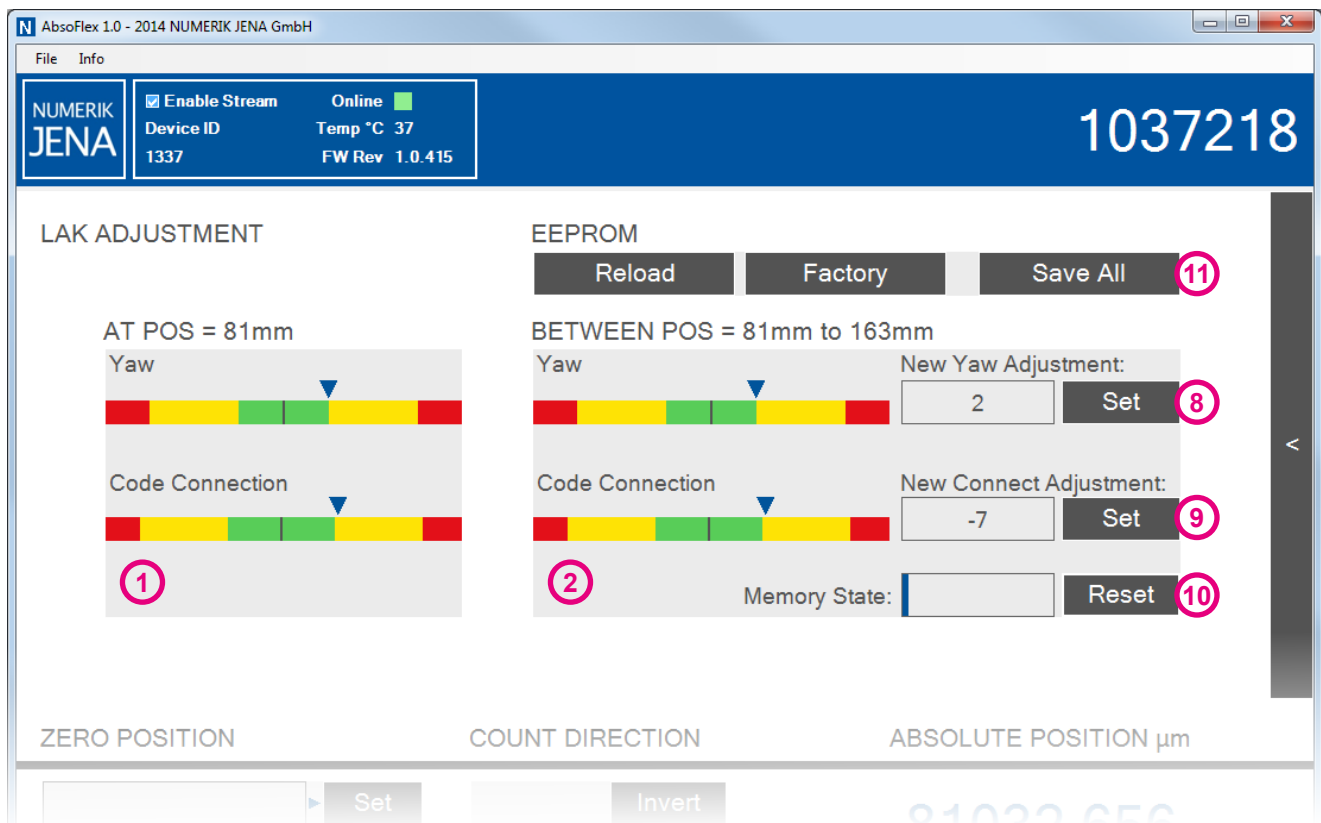 N AbsoFlex 1.0 - 2014 NUMERIK JENA GmbH
File Info
NUMERIK
JENA
Enable Stream Online
Device ID Temp °C 37
1337 FW Rev 1.0.415
1037218
LAK ADJUSTMENT
EEPROM
Reload Factory Save All 11
AT POS = 81mm
BETWEEN POS = 81mm to 163mm
Yaw
Yaw
New Yaw Adjustment:
2 Set 8
<
Code Connection
Code Connection
New Connect Adjustment:
-7 Set 9
1
2
Memory State: Reset 10
ZERO POSITION COUNT DIRECTION ABSOLUTE POSITION µm
Set Invert 81032,656